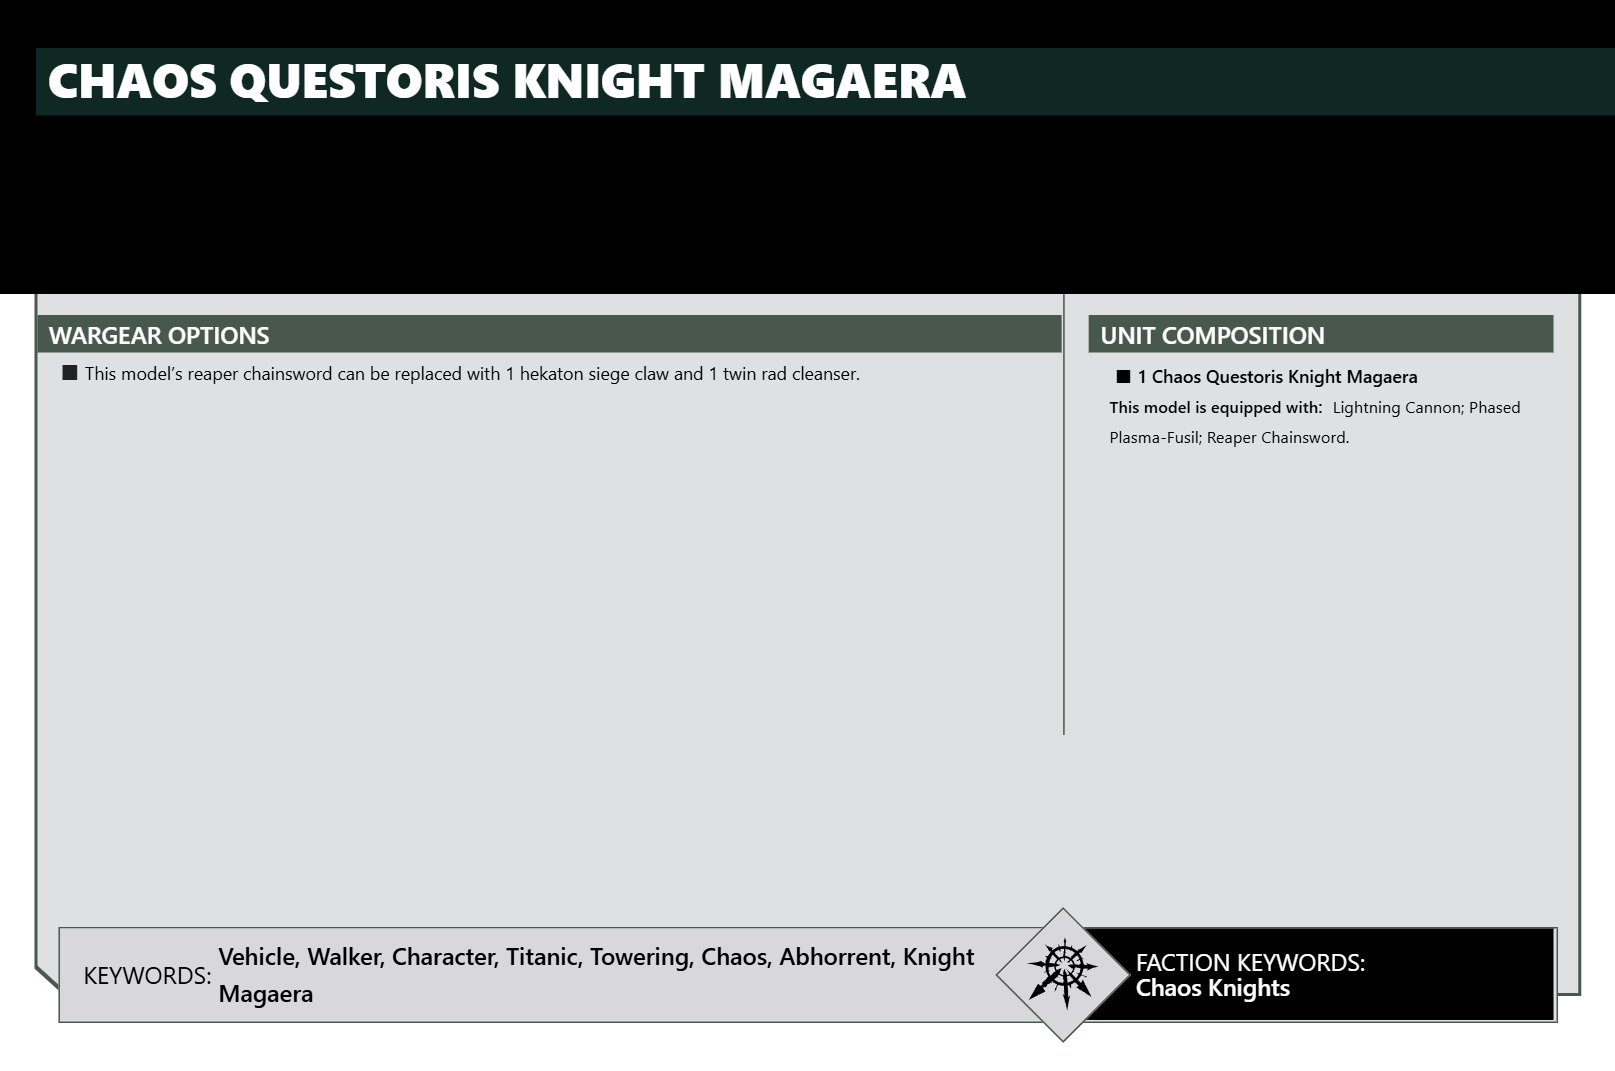 CHAOS QUESTORIS KNIGHT MAGAERA
WARGEAR OPTIONS
■ This model’s reaper chainsword can be replaced with 1 hekaton siege claw and 1 twin rad cleanser.
UNIT COMPOSITION
■ 1 Chaos Questoris Knight Magaera
This model is equipped with: Lightning Cannon; Phased
Plasma-Fusil; Reaper Chainsword.
KEYWORDS: Vehicle, Walker, Character, Titanic, Towering, Chaos, Abhorrent, Knight
Magaera
FACTION KEYWORDS:
Chaos Knights